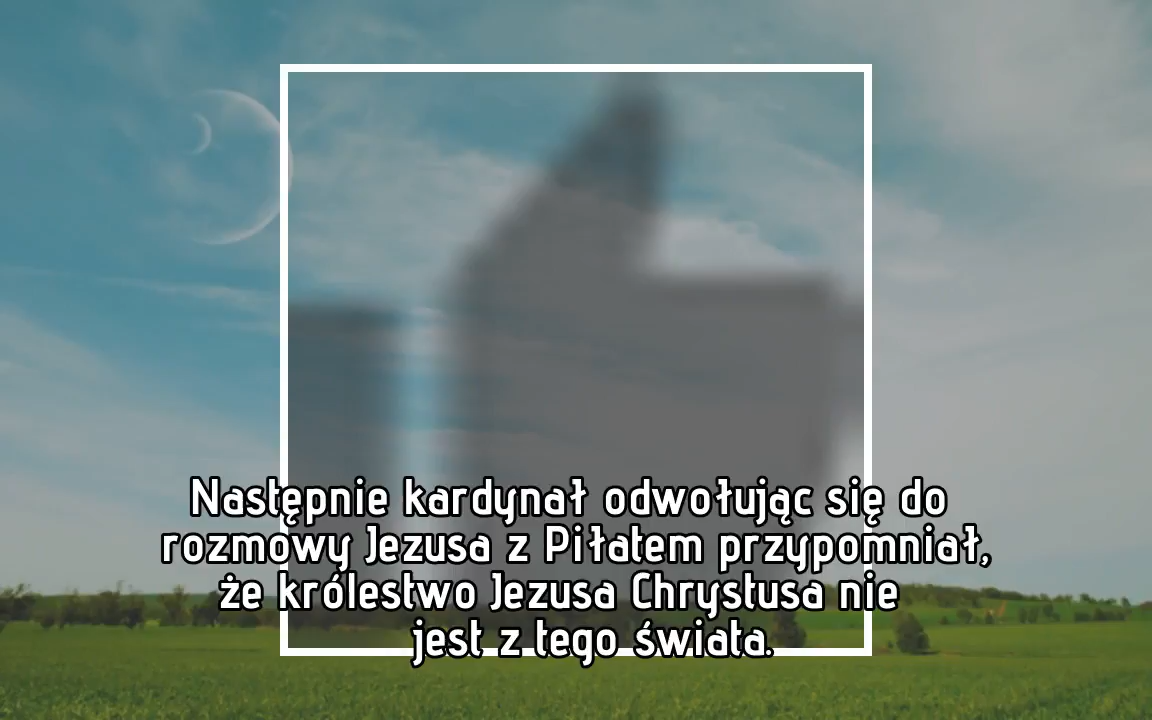 Następnie kardynał odwołując się do
rozmowy Jezusa z Piłatem przypomniał,
że królestwo Jezusa Chrystusa nie
jest z tego świata.